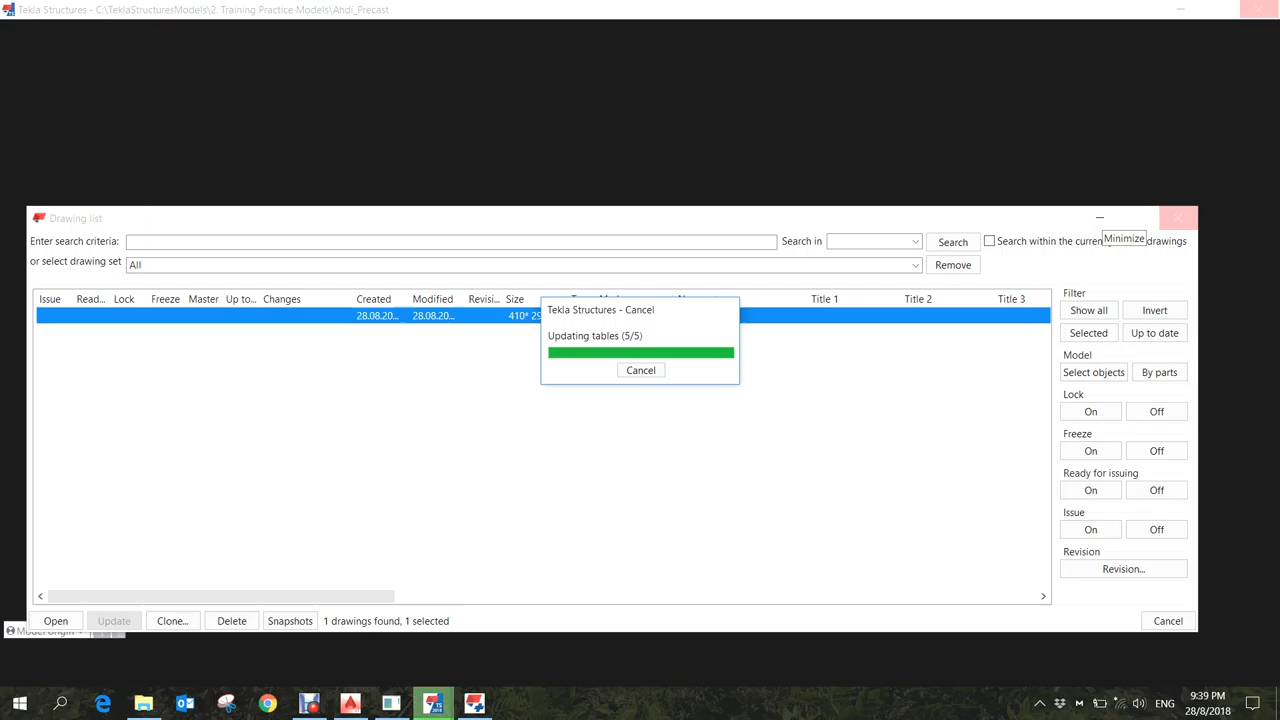 Tekla Structures - C:\TeklaStructuresModels\2. Training Practice Models\Ahdi_Precast
Drawing list
Enter search criteria:
Search in
Search
Search within the curren
drawings
Minimize
or select drawing set
All
Remove
Issue Read... Lock Freeze Master Up to... Changes Created Modified Revisi... Size Title 1 Title 2 Title 3
28.08.20... 28.08.20... 410* 29
Tekla Structures - Cancel
Updating tables (5/5)
Cancel
Filter
Show all Invert
Selected Up to date
Model
Select objects By parts
Lock
On Off
Freeze
On Off
Ready for issuing
On Off
Issue
On Off
Revision
Revision...
Open Update Clone... Delete Snapshots 1 drawings found, 1 selected Cancel
Model Origin
ENG
9:39 PM
28/8/2018